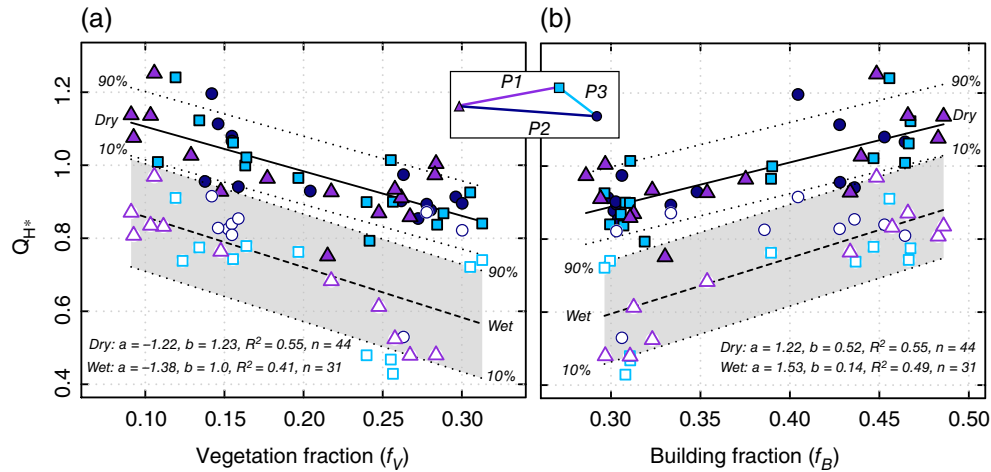 (a)
(b)
Q_H*
0.4 0.6 0.8 1.0 1.2
90%
Dry
10%
90%
Wet
10%
Dry: a = −1.22, b = 1.23, R² = 0.55, n = 44
Wet: a = −1.38, b = 1.0, R² = 0.41, n = 31
0.10 0.15 0.20 0.25 0.30
Vegetation fraction (f_V)
P1
P3
P2
90%
Dry
10%
90%
Wet
10%
Dry: a = 1.22, b = 0.52, R² = 0.55, n = 44
Wet: a = 1.53, b = 0.14, R² = 0.49, n = 31
0.30 0.35 0.40 0.45 0.50
Building fraction (f_B)